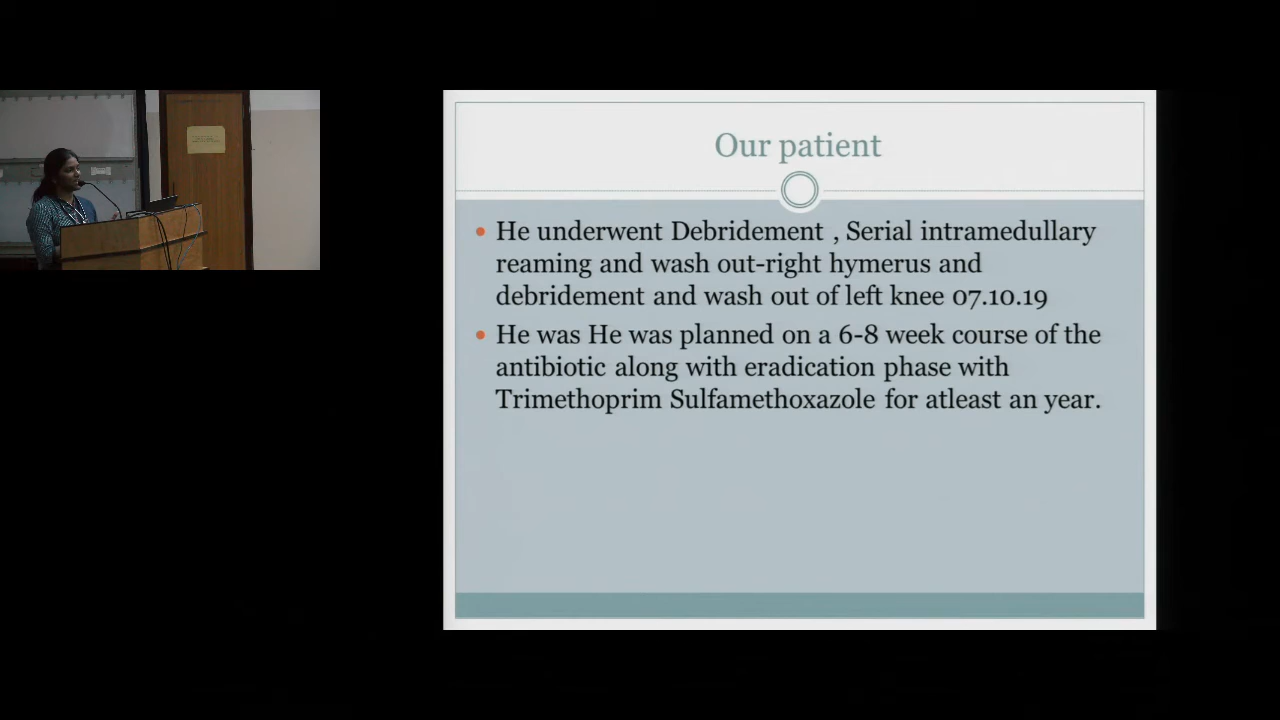 Our patient
He underwent Debridement , Serial intramedullary
reaming and wash out-right hymerus and
debridement and wash out of left knee 07.10.19
He was He was planned on a 6-8 week course of the
antibiotic along with eradication phase with
Trimethoprim Sulfamethoxazole for atleast an year.